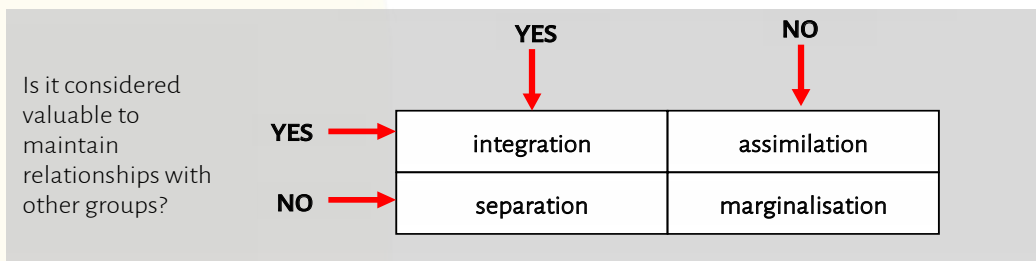 YES
NO
Is it considered
valuable to
maintain
relationships with
other groups?
YES
integration
assimilation
NO
separation
marginalisation